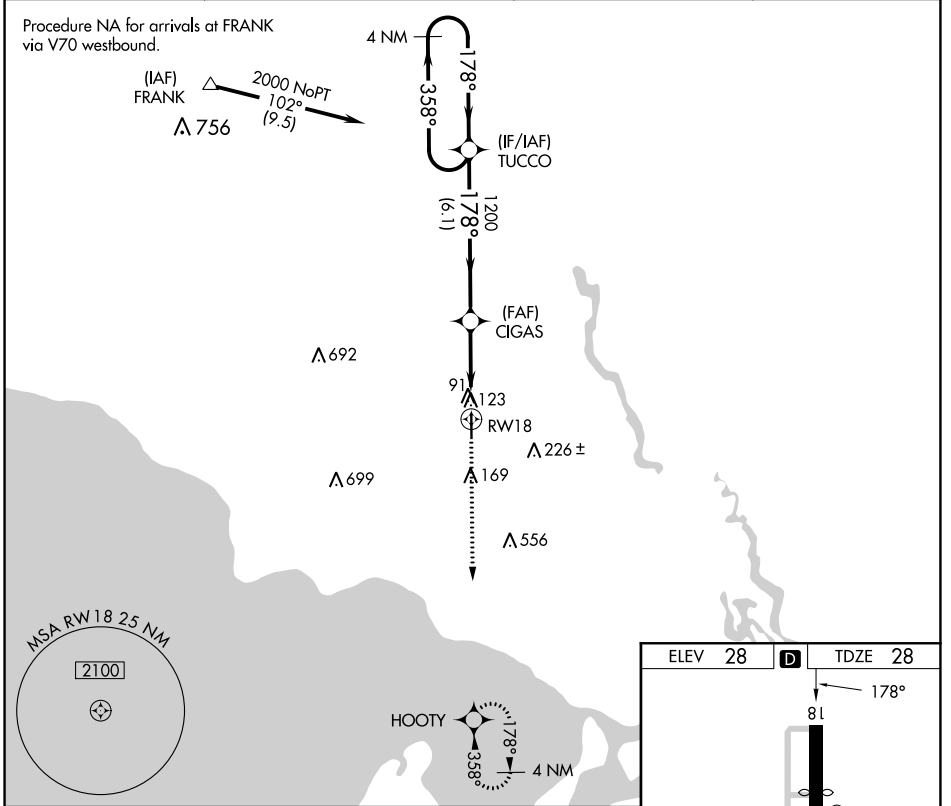 Procedure NA for arrivals at FRANK
via V70 westbound.
4 NM
178°
358°
(IAF)
FRANK
2000 NoPT
102°
(9.5)
756
(IF/IAF)
TUCCO
1200
178°
(6.1)
(FAF)
CIGAS
692
91
123
RW18
226 ±
699
169
556
MSA RW18 25 NM
2100
HOOTY
178°
358°
4 NM
ELEV 28
D
TDZE 28
178°
18